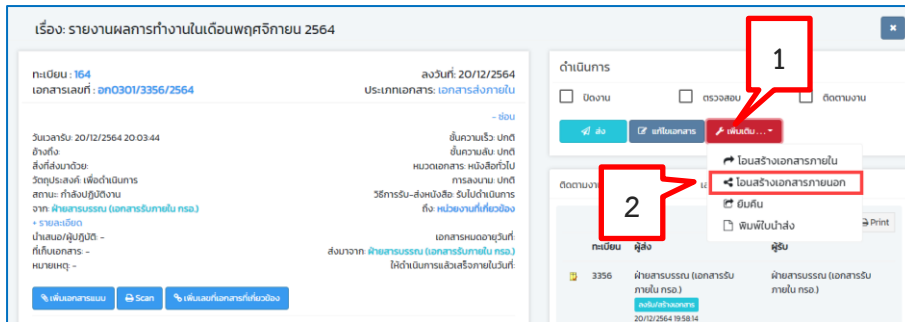 เรื่อง: รายงานผลการทำงานในเดือนพฤศจิกายน 2564
×
ทะเบียน : 164
ลงวันที่: 20/12/2564
เอกสารเลขที่ : อก0301/3356/2564
ประเภทเอกสาร: เอกสารส่งภายใน
- ซ่อน
วันเวลารับ: 20/12/2564 20:03:44
ชั้นความเร็ว: ปกติ
อ้างถึง:
ชั้นความลับ: ปกติ
สิ่งที่ส่งมาด้วย:
หมวดเอกสาร: หนังสือทั่วไป
วัตถุประสงค์: เพื่อดำเนินการ
การลงนาม: ปกติ
สถานะ: กำลังปฏิบัติงาน
วิธีการรับ-ส่งหนังสือ: รับไปดำเนินการ
จาก: ฝ่ายสารบรรณ (เอกสารรับภายใน กรอ.)
ถึง: หน่วยงานที่เกี่ยวข้อง
+ รายละเอียด
นำเสนอ/ผู้ปฏิบัติ: -
เอกสารหมดอายุวันที่:
ที่เก็บเอกสาร: -
ส่งมาจาก: ฝ่ายสารบรรณ (เอกสารรับภายใน กรอ.)
หมายเหตุ: -
ให้ดำเนินการแล้วเสร็จภายในวันที่:
เพิ่มเอกสารแนบ
Scan
เพิ่มเลขที่เอกสารที่เกี่ยวข้อง
ดำเนินการ
1
ปิดงาน
ตรวจสอบ
ติดตามงาน
ส่ง
แก้ไขเอกสาร
เพิ่มเติม...
โอนสร้างเอกสารภายใน
โอนสร้างเอกสารภายนอก
ยืมคืน
พิมพ์ใบนำส่ง
2
Print
ทะเบียน
ผู้ส่ง
ผู้รับ
3356
ฝ่ายสารบรรณ (เอกสารรับ
ภายใน กรอ.)
ฝ่ายสารบรรณ (เอกสารรับ
ภายใน กรอ.)
ลงรับ/สร้างเอกสาร
20/12/2564 19:58:14